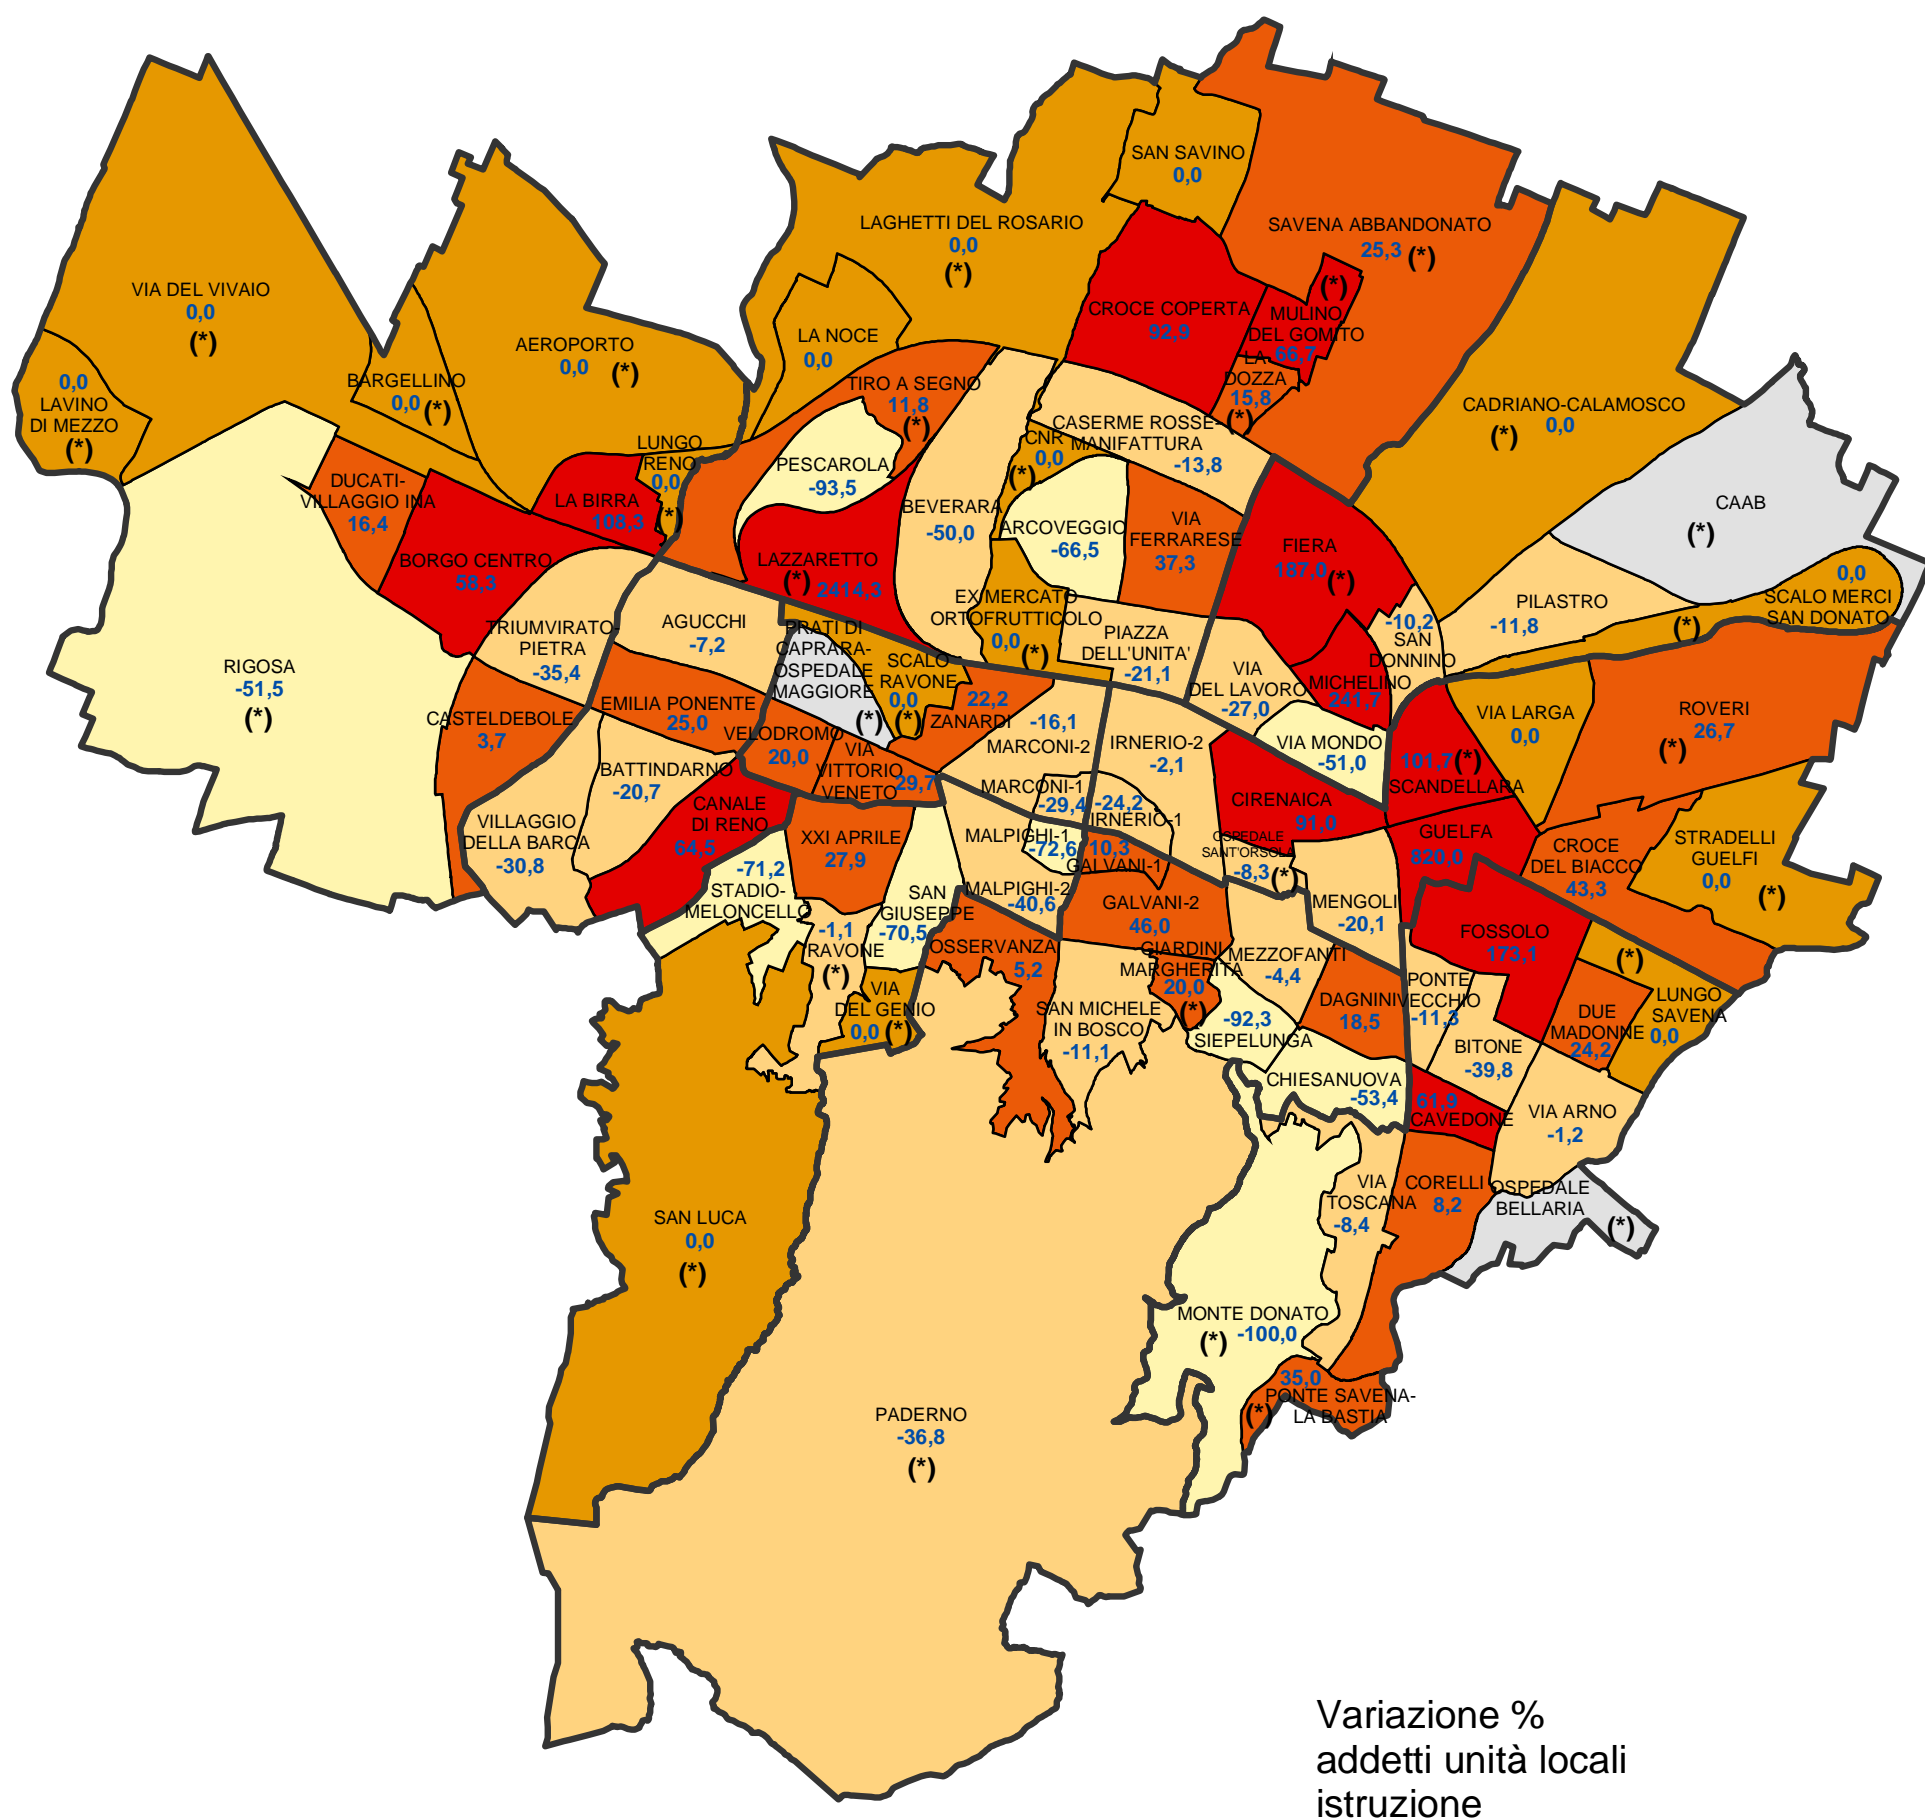 SAN SAVINO
0,0
LAGHETTI DEL ROSARIO
0,0
(*)
SAVENA ABBANDONATO
25,3 (*)
VIA DEL VIVAIO
0,0
(*)
AEROPORTO
0,0 (*)
LA NOCE
0,0
CROCE COPERTA
92,9
(*)
MULINO
DEL GOMITO
66,7
LA
DOZZA
15,8
(*)
0,0
LAVINO
DI MEZZO
(*)
BARGELLINO
0,0 (*)
TIRO A SEGNO
11,8
(*)
CADRIANO-CALAMOSCO
0,0
(*)
CASERME ROSSE-
MANIFATTURA
-13,8
CNR
0,0
(*)
LUNGO
RENO
0,0
(*)
PESCAROLA
-93,5
DUCATI-
VILLAGGIO INA
16,4
LA BIRRA
108,3
BEVERARA
-50,0
ARCOVEGGIO
-66,5
VIA
FERRARESE
37,3
CAAB
(*)
BORGO CENTRO
58,3
LAZZARETTO
(*) 2414,3
FIERA
187,0 (*)
EX MERCATO
ORTOFRUTTICOLO
0,0 (*)
0,0
SCALO MERCI
SAN DONATO
(*)
PILASTRO
-11,8
TRIUMVIRATO-
PIETRA
-35,4
AGUCCHI
-7,2
PRATI DI
CAPRARA-
OSPEDALE
MAGGIORE
(*)
SCALO
RAVONE
0,0
(*)
PIAZZA
DELL'UNITA'
-21,1
-10,2
SAN
DONNINO
RIGOSA
-51,5
(*)
VIA
DEL LAVORO
-27,0
MICHELINO
241,7
CASTELDEBOLE
3,7
EMILIA PONENTE
25,0
22,2
ZANARDI
-16,1
MARCONI-2
VIA LARGA
0,0
ROVERI
26,7
(*)
VELODROMO
20,0
VIA
VITTORIO
VENETO
29,7
IRNERIO-2
-2,1
VIA MONDO
-51,0
101,7 (*)
SCANDELLARA
BATTINDARNO
-20,7
MARCONI-1
-29,4
-24,2
IRNERIO-1
CIRENAICA
91,0
CANALE
DI RENO
64,5
VILLAGGIO
DELLA BARCA
-30,8
XXI APRILE
27,9
MALPIGHI-1
-72,6
10,3
GALVANI-1
OSPEDALE
SANT'ORSOLA
-8,3
(*)
GUELFA
820,0
CROCE
DEL BIACCO
43,3
STRADELLI
GUELFI
0,0
(*)
-71,2
STADIO-
MELONCELLO
SAN
GIUSEPPE
-70,5
MALPIGHI-2
-40,6
GALVANI-2
46,0
MENGOLI
-20,1
-1,1
RAVONE
(*)
OSSERVANZA
5,2
GIARDINI
MARGHERITA
20,0
(*)
MEZZOFANTI
-4,4
FOSSOLO
173,1
(*)
LUNGO
SAVENA
0,0
VIA
DEL GENIO
0,0 (*)
SAN MICHELE
IN BOSCO
-11,1
-92,3
SIEPELUNGA
DAGNINI
18,5
PONTE
VECCHIO
-11,3
DUE
MADONNE
24,2
BITONE
-39,8
CHIESANUOVA
-53,4
61,9
CAVEDONE
VIA ARNO
-1,2
VIA
TOSCANA
-8,4
CORELLI
8,2
OSPEDALE
BELLARIA
(*)
SAN LUCA
0,0
(*)
MONTE DONATO
(*) -100,0
35,0
PONTE SAVENA-
LA BASTIA
(*)
PADERNO
-36,8
(*)
Variazione %
addetti unità locali
istruzione